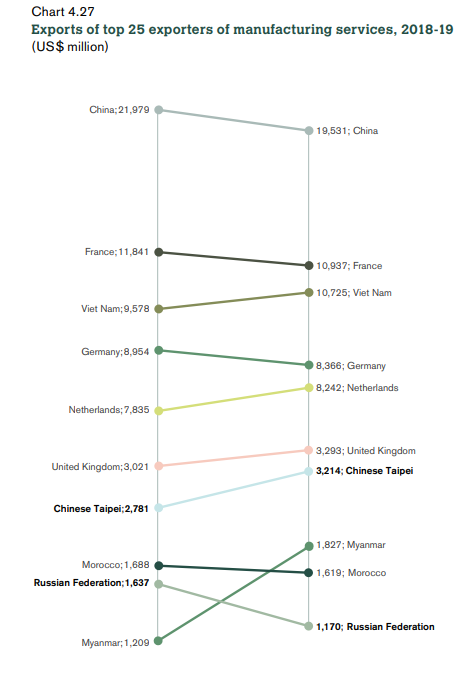 Chart 4.27
Exports of top 25 exporters of manufacturing services, 2018-19
(US$ million)
China;21,979
19,531; China
France;11,841
10,937; France
10,725; Viet Nam
Viet Nam;9,578
Germany;8,954
8,366; Germany
8,242; Netherlands
Netherlands;7,835
3,293; United Kingdom
United Kingdom;3,021
3,214; Chinese Taipei
Chinese Taipei;2,781
1,827; Myanmar
Morocco;1,688
1,619; Morocco
Russian Federation;1,637
1,170; Russian Federation
Myanmar;1,209